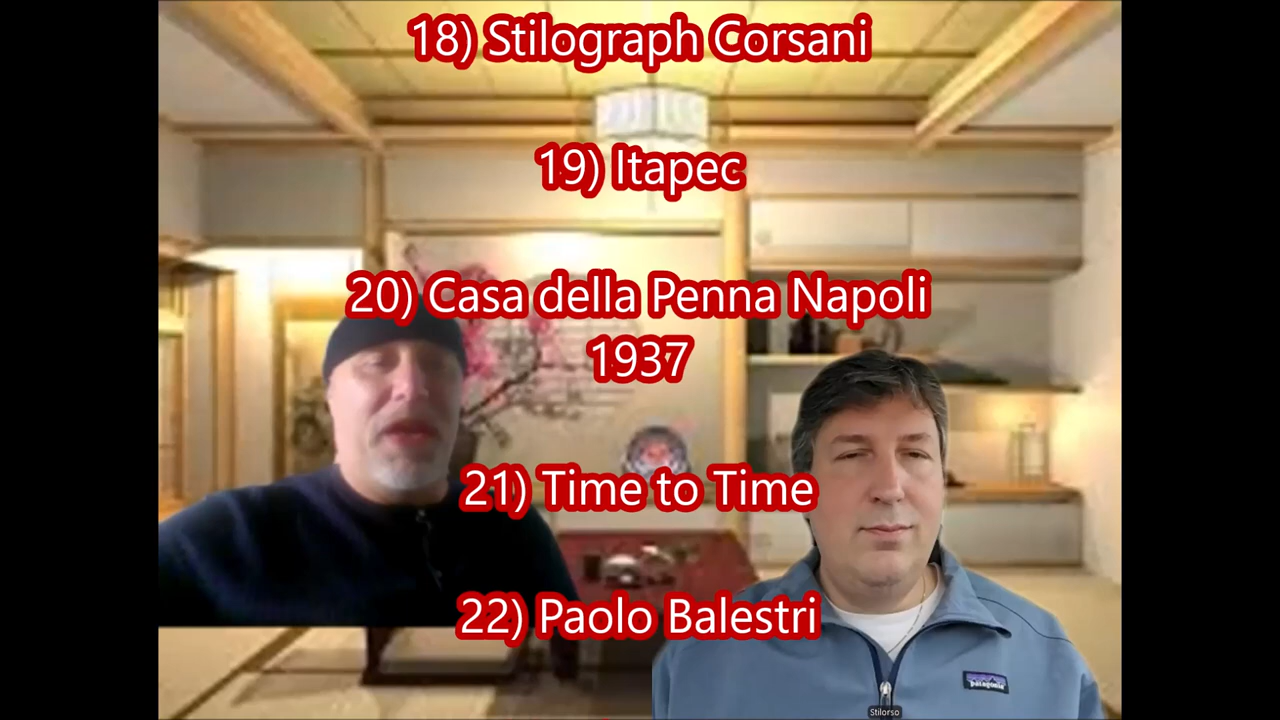 18) Stilograph Corsani
19) Itapec
20) Casa della Penna Napoli
1937
21) Time to Time
22) Paolo Balestri
patagonia
Stilorso